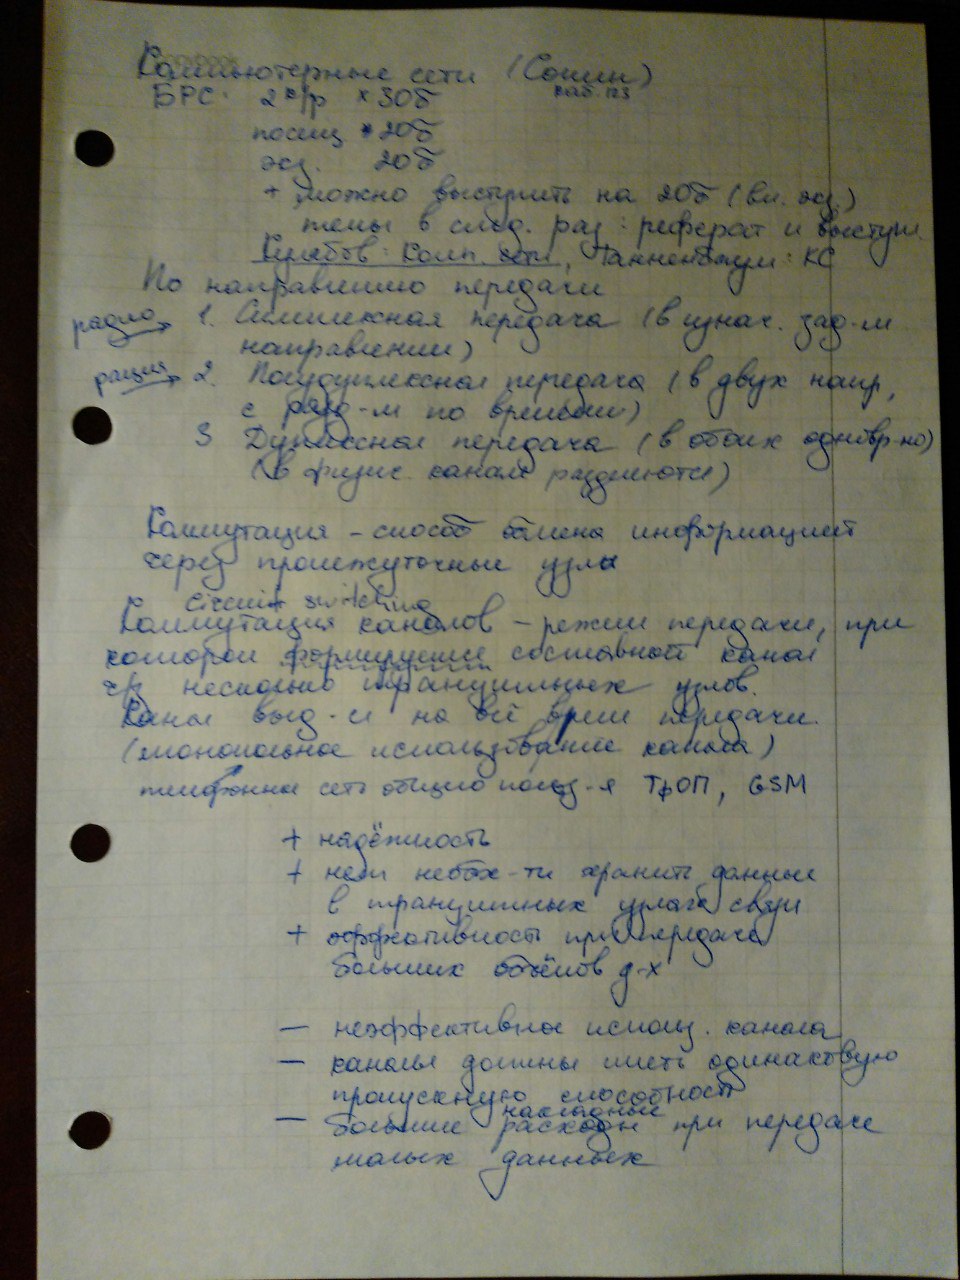 Компьютерные сети (Сошин)
каб. 123
БРС: 2 к/р × 30б
посещ × 20б
экз. 20б
+ можно выступить на 20б (вм. экз.)
темы в след. раз: реферат и выступл.
Комп. сети, Танненбаум: КС
По направлению передачи
радио → 1. Симплексная передача (в изнач. зад-м
направлении)
рация → 2. Полудуплексная передача (в двух напр,
с разд-м по времени)
3 Дуплексная передача (в обоих одновр-но)
(в физич. канале разделяются)
Коммутация – способ обмена информацией
через промежуточные узлы
circuit switching
Коммутация каналов – режим передачи, при
котором формируется составной канал
ч/з несколько транзитных узлов.
Канал выд-ся на всё время передачи
(монопольное использование канала)
телефонная сеть общего польз-я ТфОП, GSM
+ надёжность
+ нет необх-ти хранить данные
в транзитных узлах связи
+ эффективность при передаче
больших объёмов д-х
— неэффективное использ. канала
— каналы должны иметь одинаковую
пропускную способность
накладные
— большие расходы при передаче
малых данных